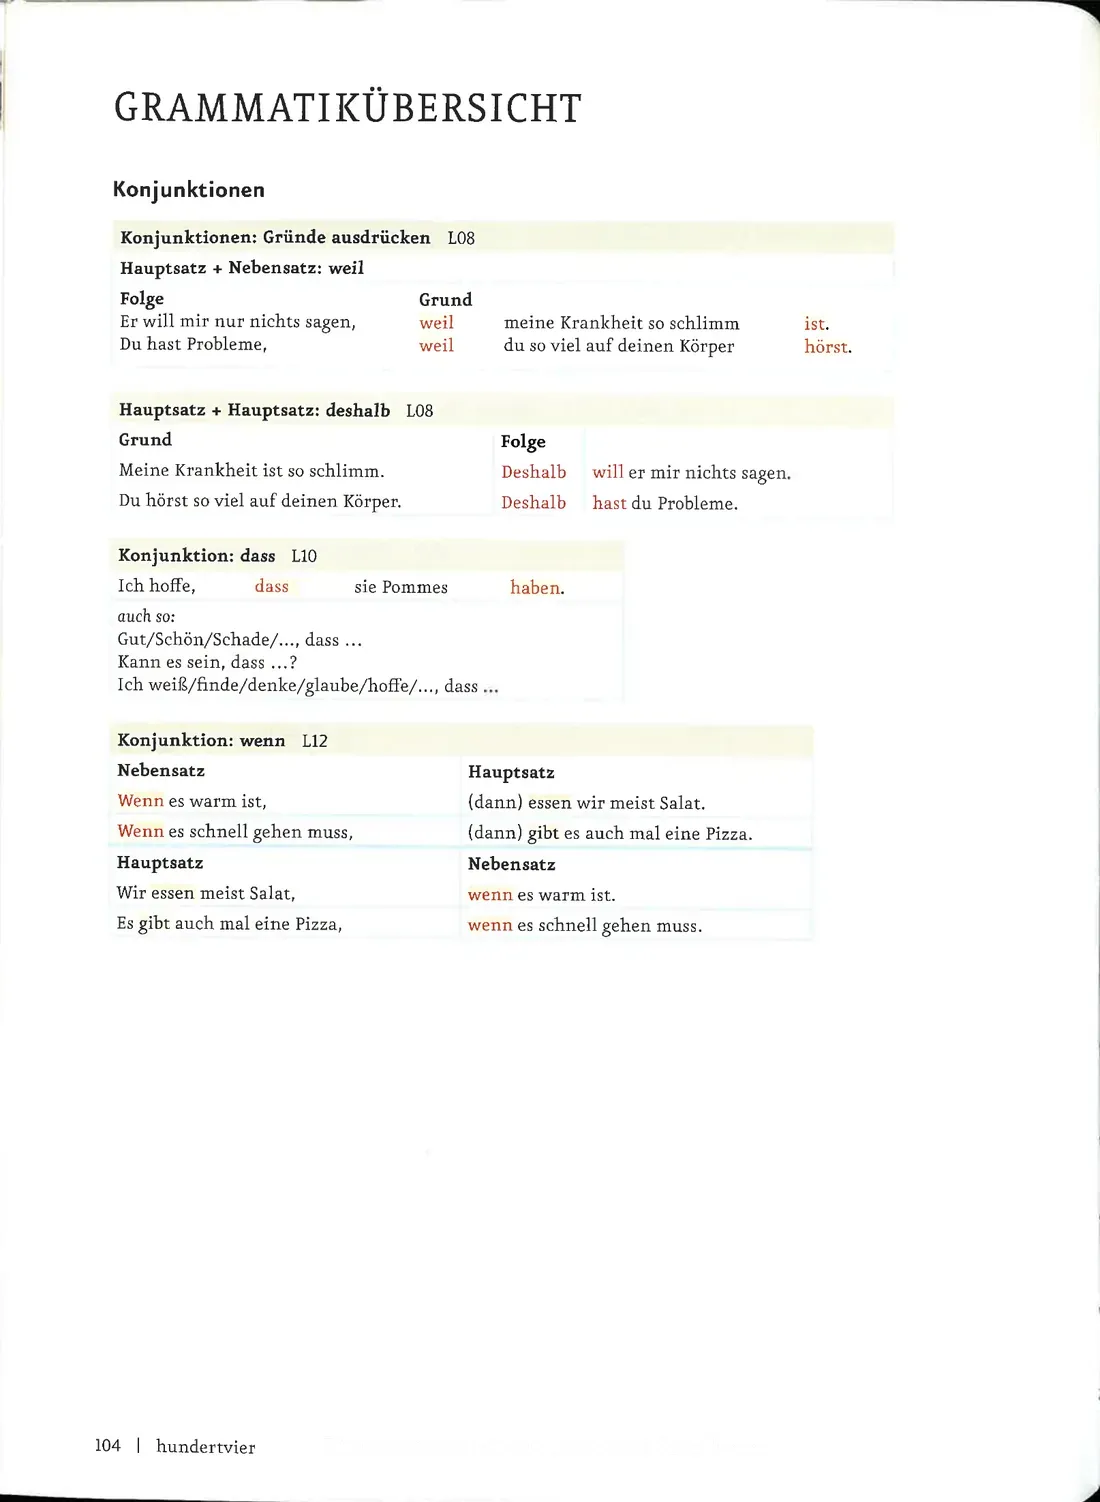 GRAMMATIKÜBERSICHT
Konjunktionen
Konjunktionen: Gründe ausdrücken L08
Hauptsatz + Nebensatz: weil
Folge Grund
Er will mir nur nichts sagen, weil meine Krankheit so schlimm ist.
Du hast Probleme, weil du so viel auf deinen Körper hörst.
Hauptsatz + Hauptsatz: deshalb L08
Grund Folge
Meine Krankheit ist so schlimm. Deshalb will er mir nichts sagen.
Du hörst so viel auf deinen Körper. Deshalb hast du Probleme.
Konjunktion: dass L10
Ich hoffe, dass sie Pommes haben.
auch so:
Gut/Schön/Schade/..., dass ...
Kann es sein, dass ...?
Ich weiß/finde/denke/glaube/hoffe/..., dass ...
Konjunktion: wenn L12
Nebensatz Hauptsatz
Wenn es warm ist, (dann) essen wir meist Salat.
Wenn es schnell gehen muss, (dann) gibt es auch mal eine Pizza.
Hauptsatz Nebensatz
Wir essen meist Salat, wenn es warm ist.
Es gibt auch mal eine Pizza, wenn es schnell gehen muss.
104 | hundertvier